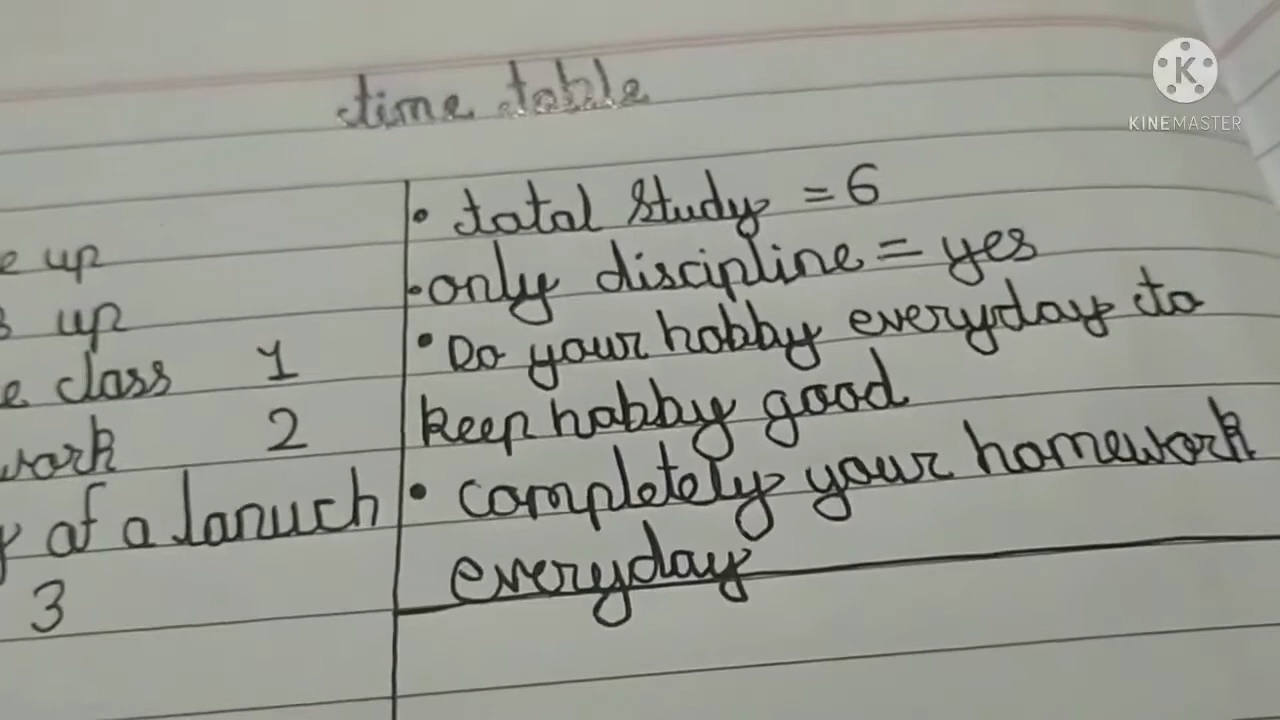 time table
K
KINEMASTER
e up
up
e class 1
work 2
of a lanuch
3
• total study = 6
• only discipline = yes
• Do your hobby everyday to
keep hobby good
• completely your homework
everyday